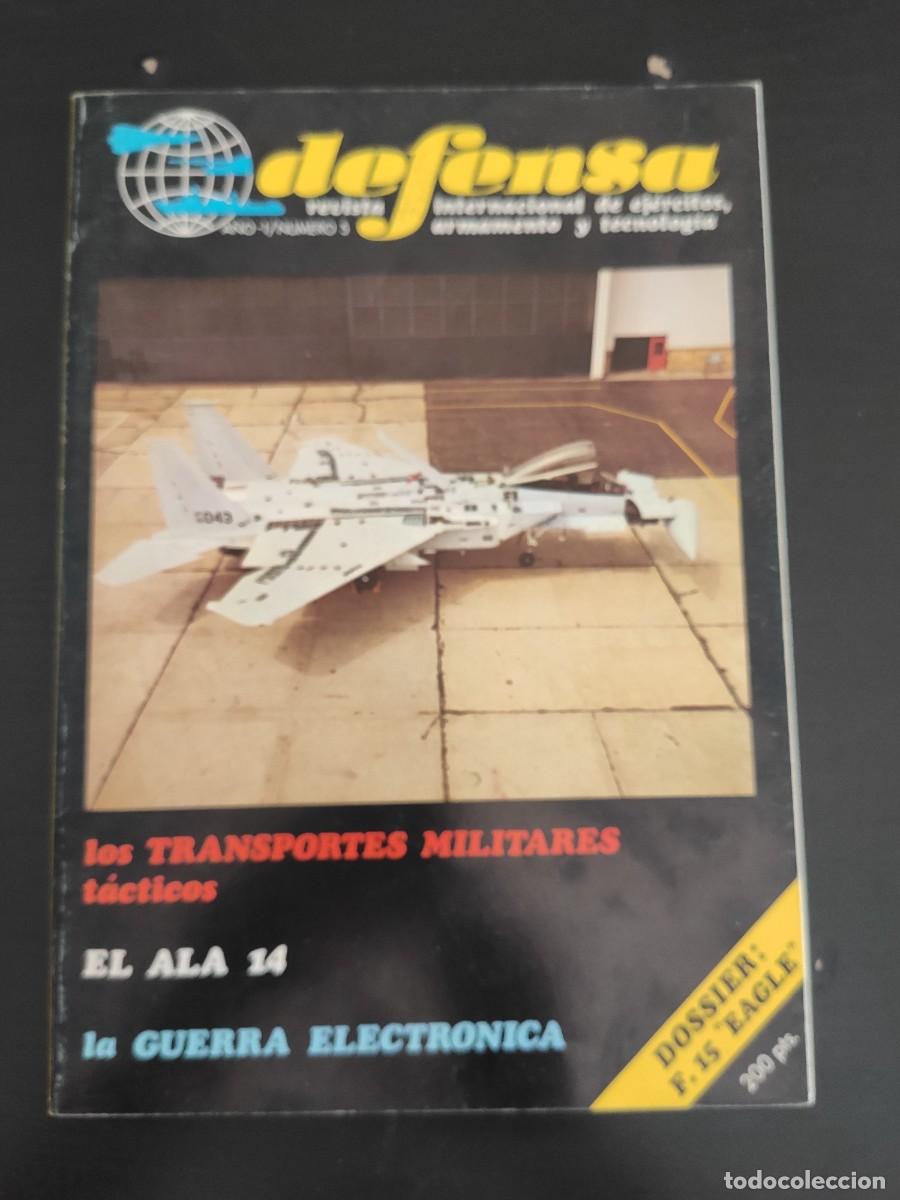 defensa
revista internacional de ejércitos,
AÑO -I/NUMERO 5 armamento y tecnología
los TRANSPORTES MILITARES
tácticos
EL ALA 14
la GUERRA ELECTRONICA
DOSSIER:
F. 15 "EAGLE"
200 pts.
todocoleccion